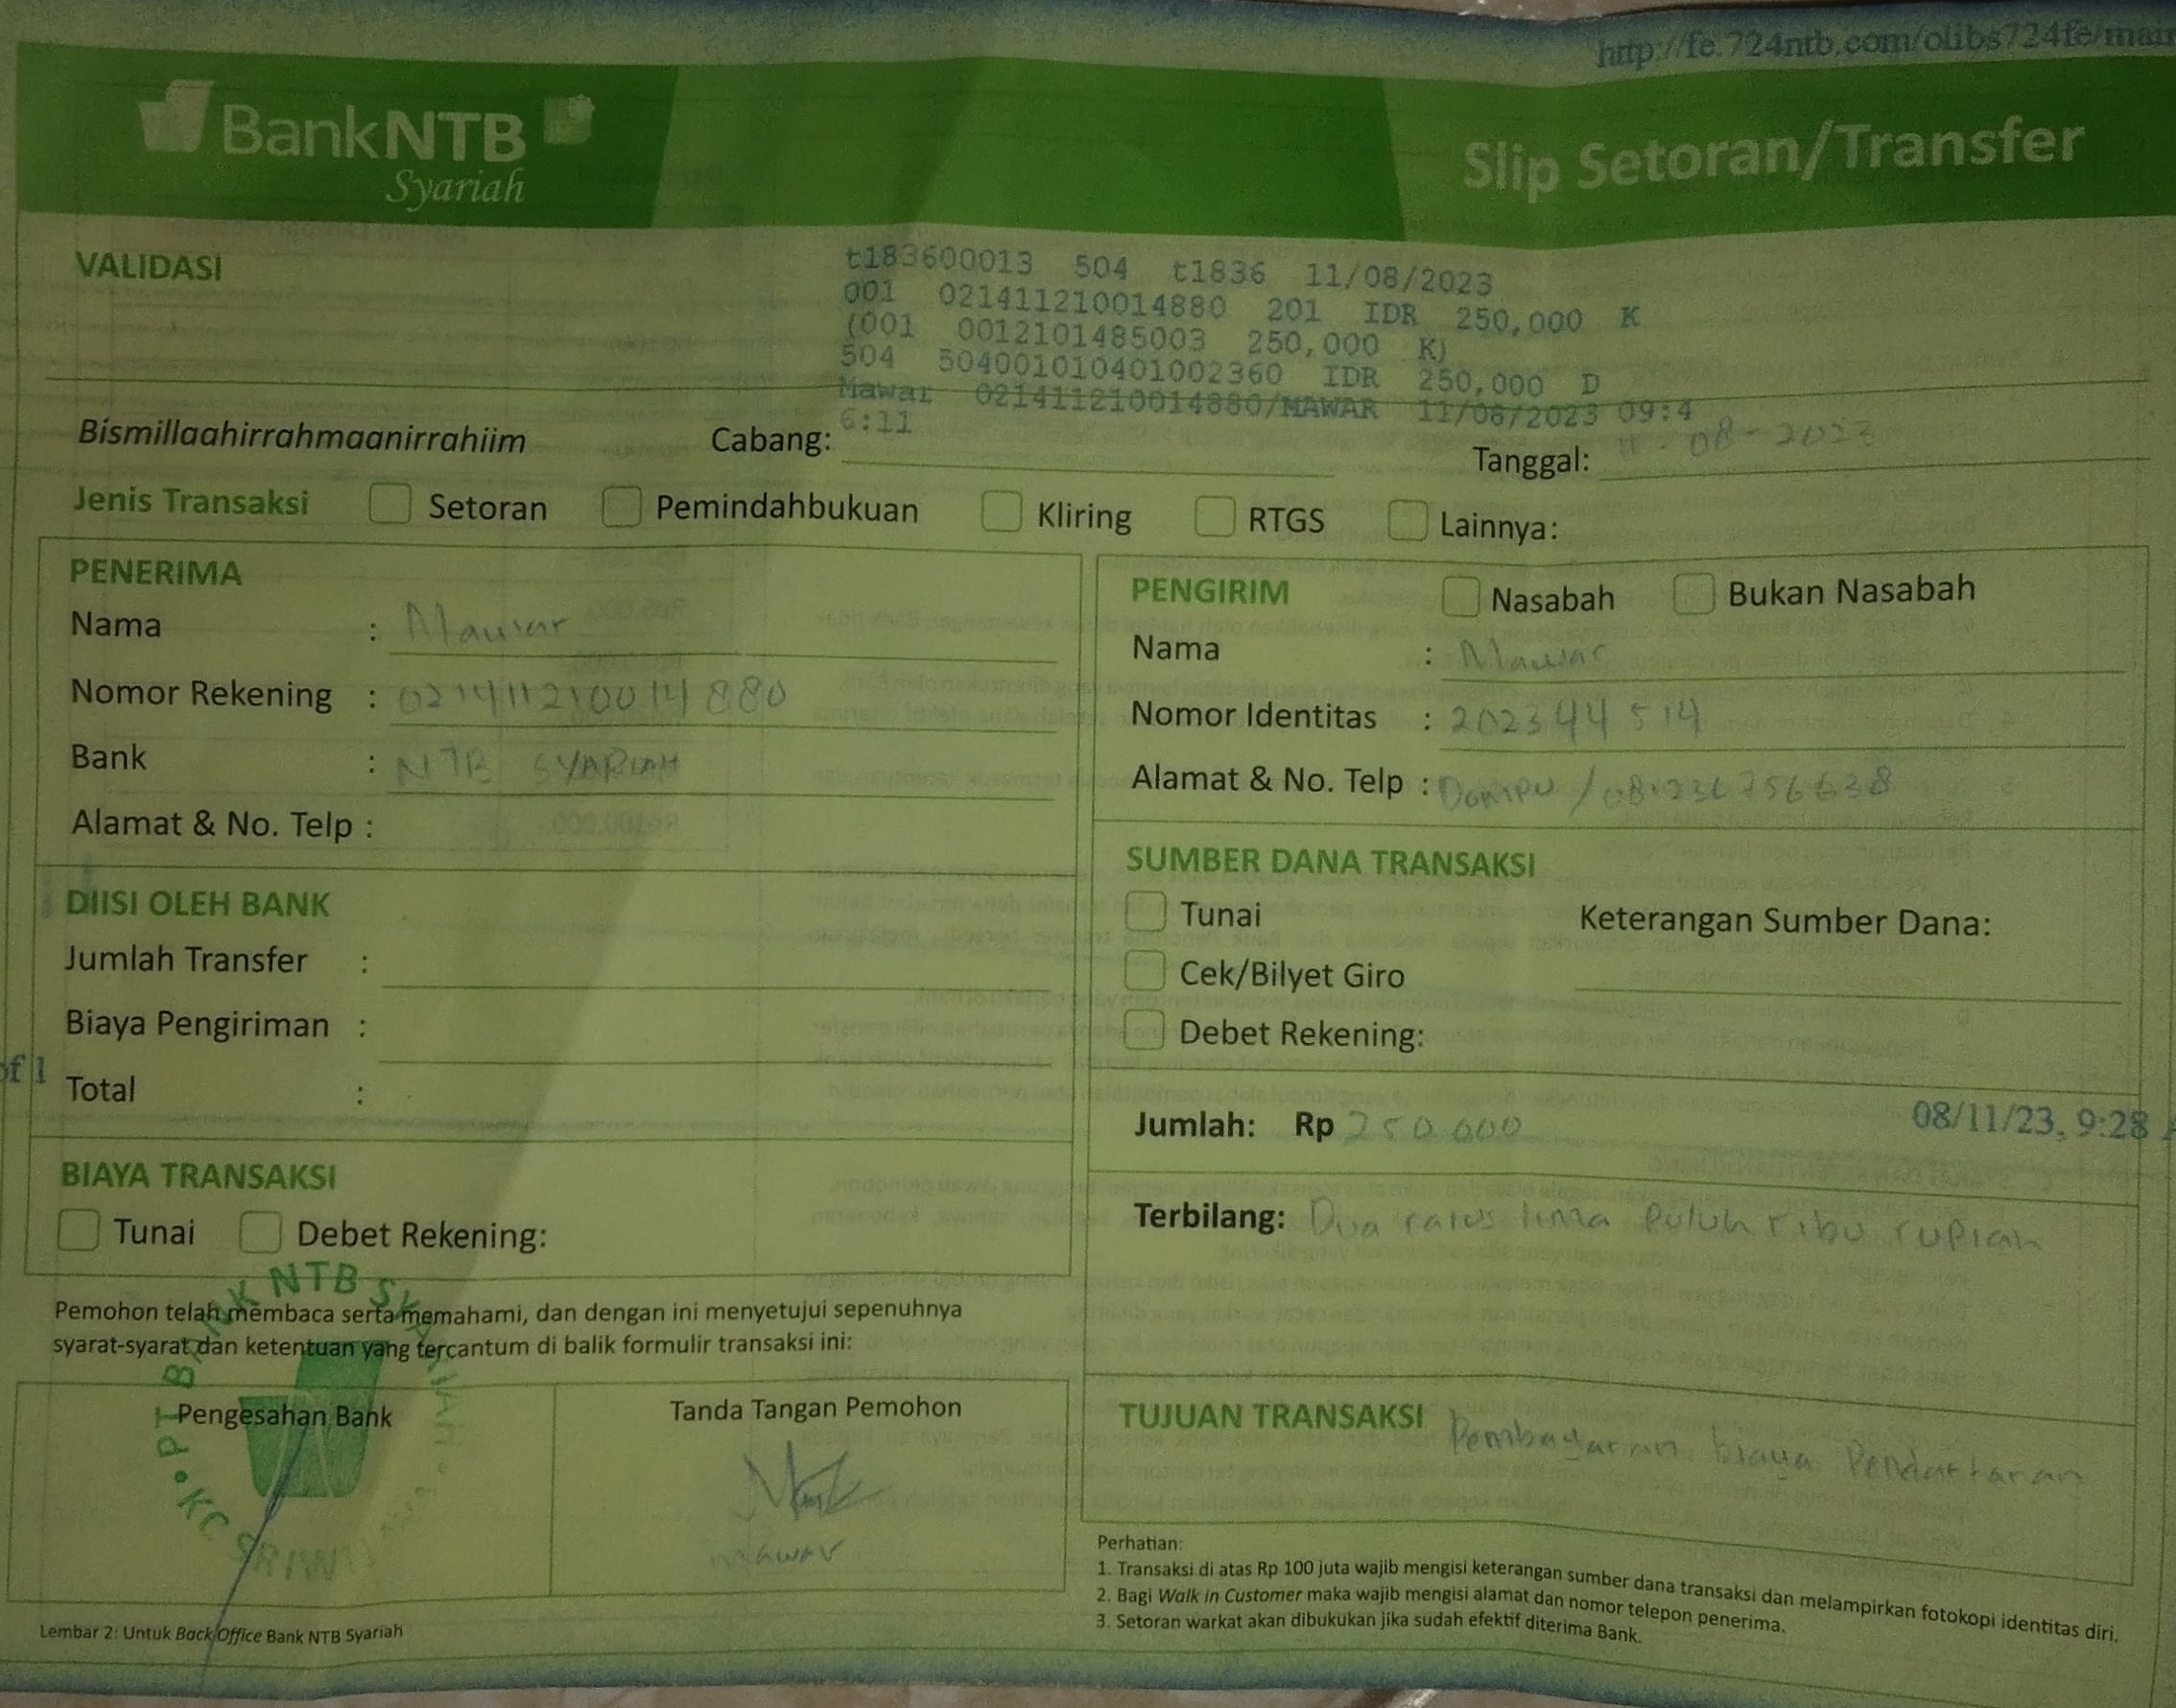 http://fe.724ntb.com/olibs724fe/main
BankNTB
Syariah
Slip Setoran/Transfer
VALIDASI
t183600013 504 t1836 11/08/2023
001 021411210014880 201 IDR 250,000 K
(001 0012101485003 250,000 K)
504 504001010401002360 IDR 250,000 D
Mawar 021411210014880/MAWAR 11/08/2023 09:4
6:11
Bismillaahirrahmaanirrahiim Cabang: Tanggal: 11-08-2023
Jenis Transaksi Setoran Pemindahbukuan Kliring RTGS Lainnya:
PENERIMA
Nama : Mawar
Nomor Rekening : 021411210014880
Bank : NTB SYARIAH
Alamat & No. Telp :
DIISI OLEH BANK
Jumlah Transfer :
Biaya Pengiriman :
of 1
Total :
BIAYA TRANSAKSI
Tunai Debet Rekening:
PENGIRIM Nasabah Bukan Nasabah
Nama : Mawar
Nomor Identitas : 202344514
Alamat & No. Telp : Dompu /
SUMBER DANA TRANSAKSI
Tunai Keterangan Sumber Dana:
Cek/Bilyet Giro
Debet Rekening:
Jumlah: Rp 250.000
08/11/23, 9:28
Terbilang: Dua ratus lima puluh ribu rupiah
Pemohon telah membaca serta memahami, dan dengan ini menyetujui sepenuhnya
syarat-syarat dan ketentuan yang tercantum di balik formulir transaksi ini:
Pengesahan Bank
PT BANK NTB SYARIAH
KC
Tanda Tangan Pemohon
MAWAR
TUJUAN TRANSAKSI Pembayaran biaya Pendaftaran
Perhatian:
1. Transaksi di atas Rp 100 juta wajib mengisi keterangan sumber dana transaksi dan melampirkan fotokopi identitas diri.
2. Bagi Walk in Customer maka wajib mengisi alamat dan nomor telepon penerima.
3. Setoran warkat akan dibukukan jika sudah efektif diterima Bank.
Lembar 2: Untuk Back Office Bank NTB Syariah